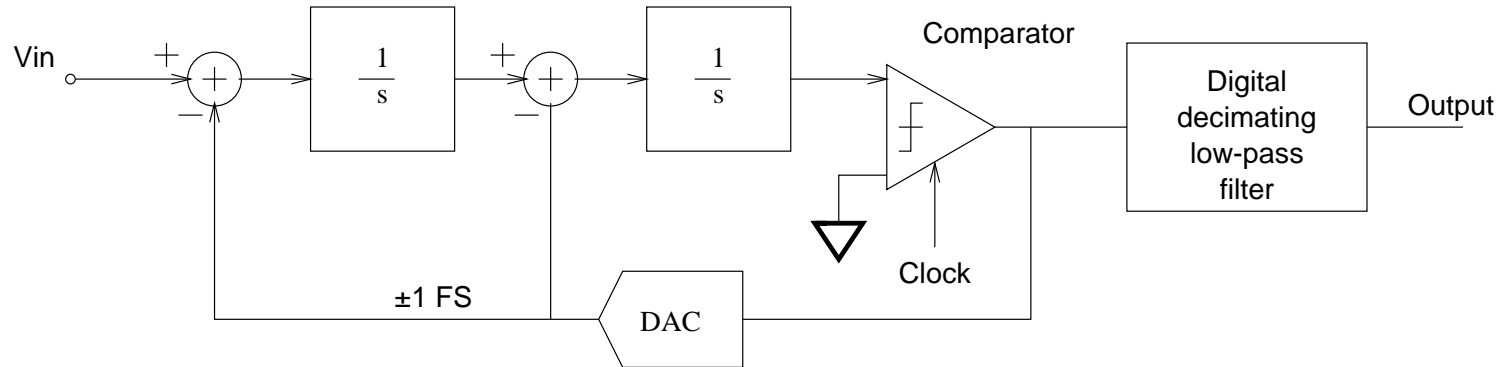 Vin
+
−
+
1
s
+
−
+
1
s
Comparator
Clock
Digital
decimating
low-pass
filter
Output
±1 FS
DAC